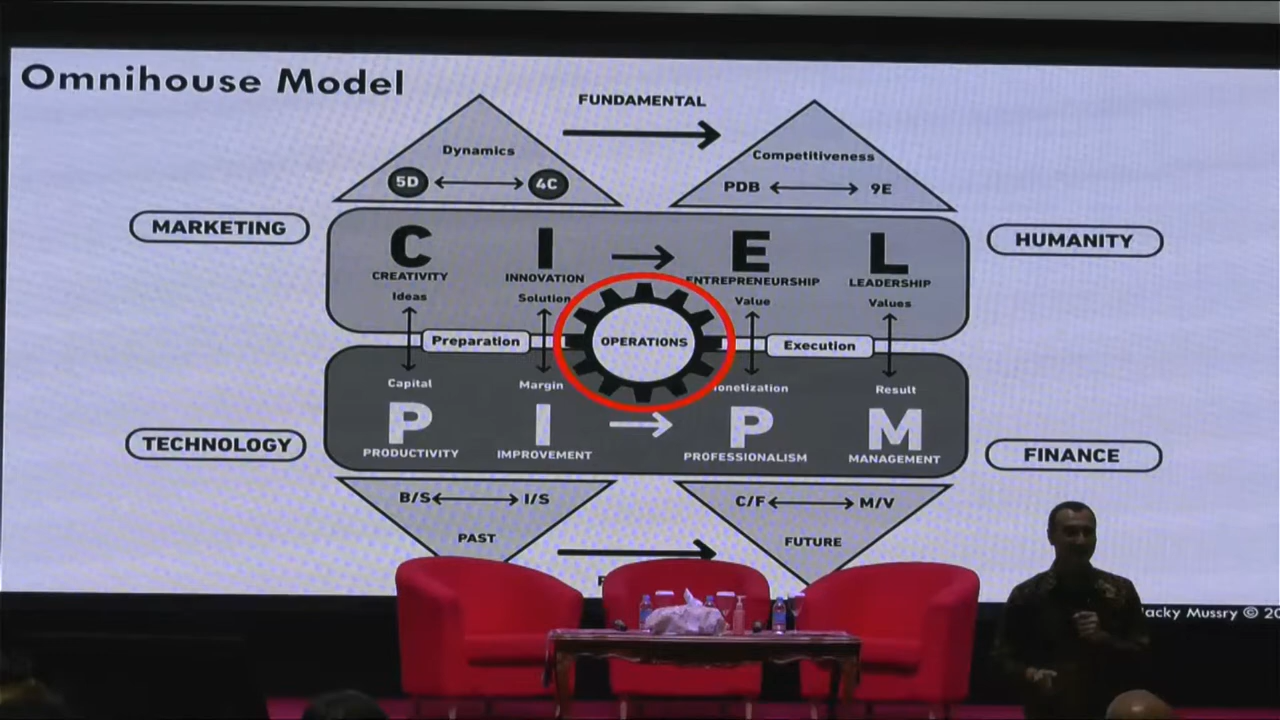 Omnihouse Model
FUNDAMENTAL
Dynamics
5D
4C
Competitiveness
PDB
9E
MARKETING
HUMANITY
C
I
E
L
CREATIVITY
INNOVATION
ENTREPRENEURSHIP
LEADERSHIP
Ideas
Solution
Value
Values
Preparation
OPERATIONS
Execution
Capital
Margin
onetization
Result
P
I
P
M
PRODUCTIVITY
IMPROVEMENT
PROFESSIONALISM
MANAGEMENT
TECHNOLOGY
FINANCE
B/S
I/S
C/F
M/V
PAST
FUTURE
acky Mussry © 20